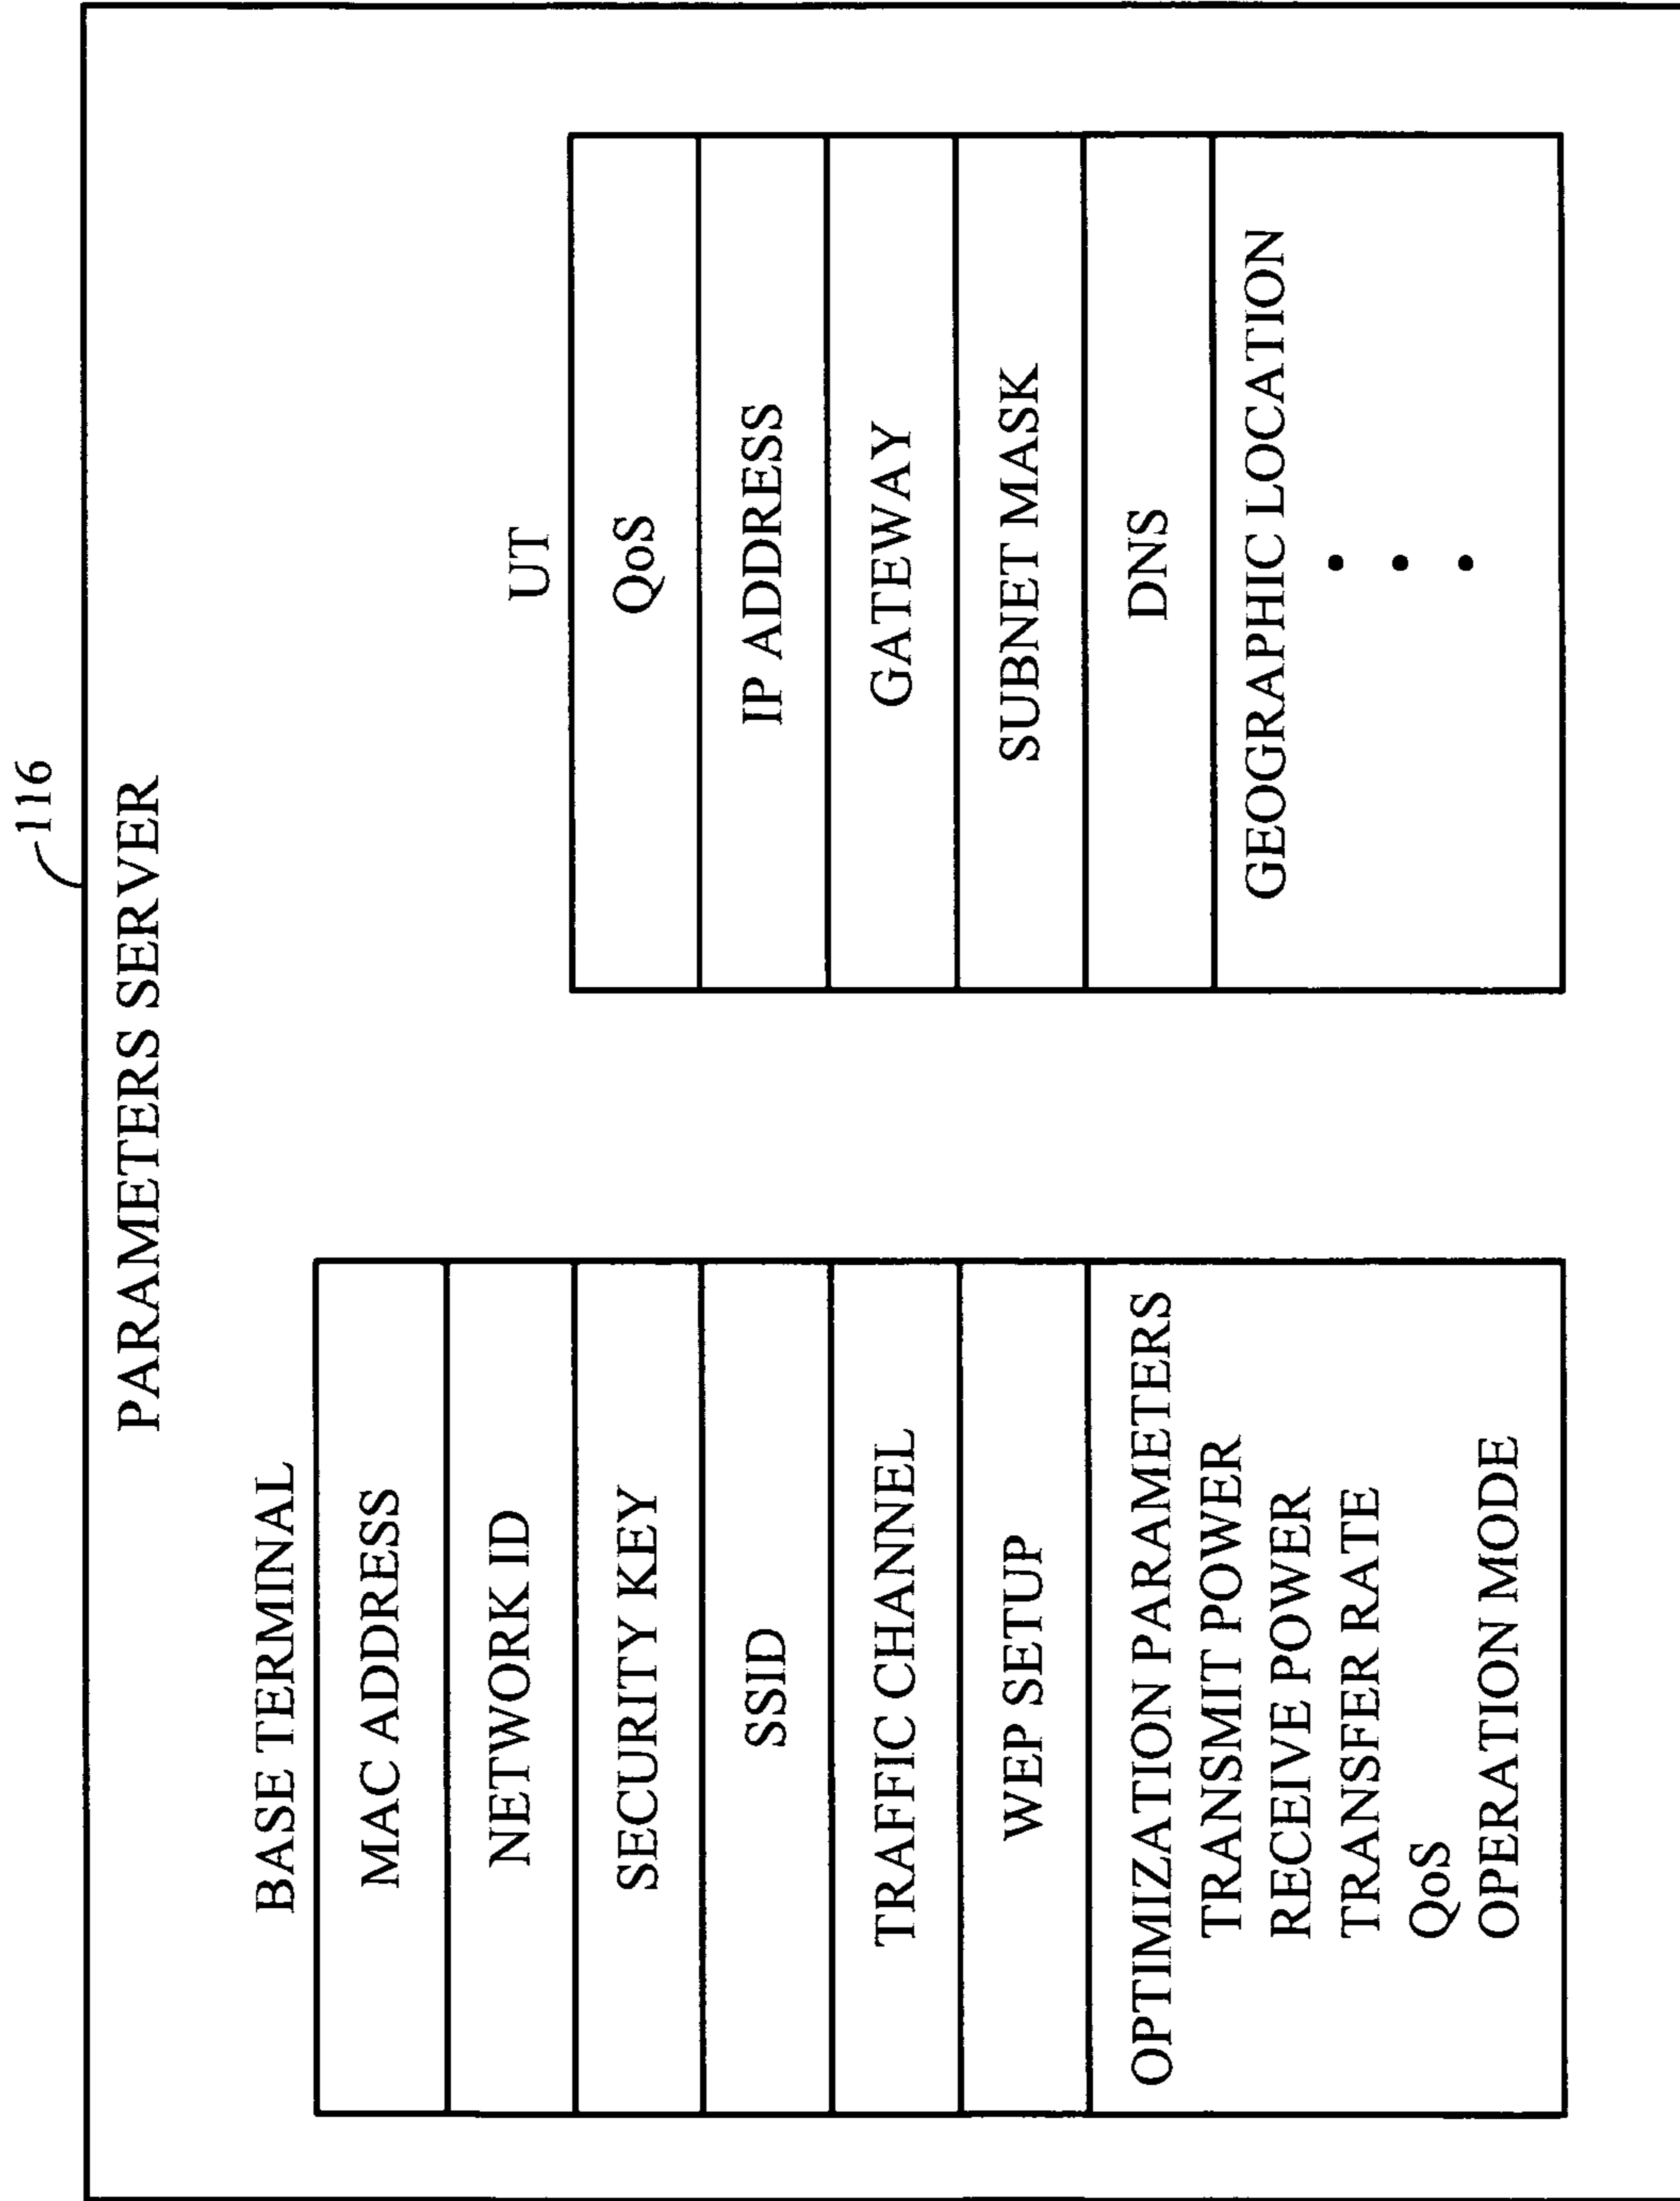 116
PARAMETERS SERVER
BASE TERMINAL
MAC ADDRESS
NETWORK ID
SECURITY KEY
SSID
TRAFFIC CHANNEL
WEP SETUP
OPTIMIZATION PARAMETERS
TRANSMIT POWER
RECEIVE POWER
TRANSFER RATE
QoS
OPERATION MODE
UT
QoS
IP ADDRESS
GATEWAY
SUBNET MASK
DNS
GEOGRAPHIC LOCATION